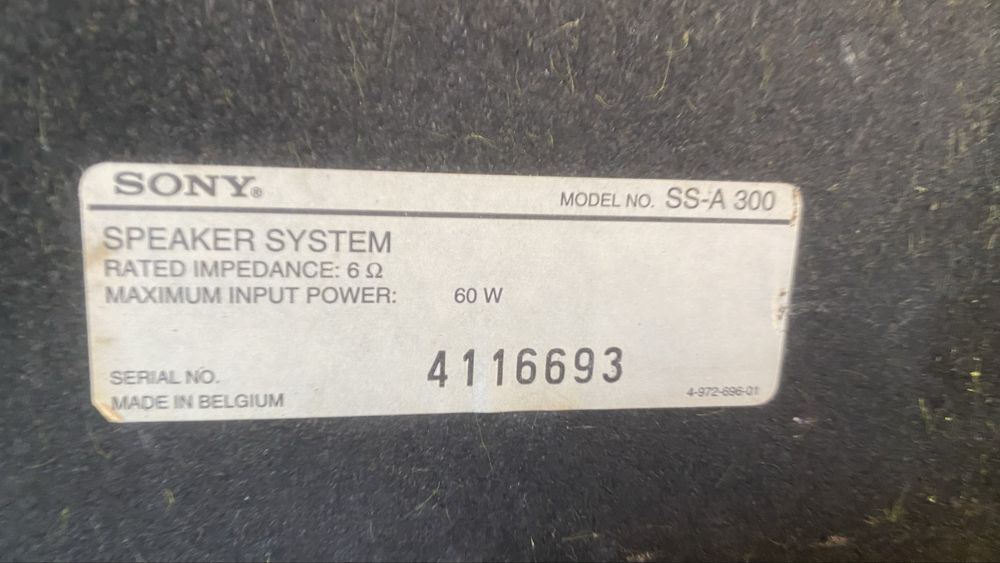 SONY®
MODEL NO. SS-A 300
SPEAKER SYSTEM
RATED IMPEDANCE: 6 Ω
MAXIMUM INPUT POWER: 60 W
SERIAL NO. 4116693
MADE IN BELGIUM
4-972-696-01